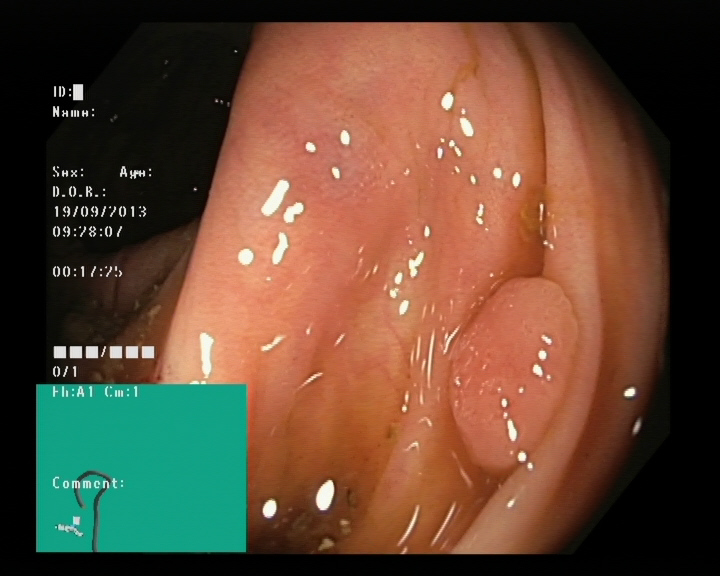 ID:
Name:
Sex: Age:
D.O.B.:
19/09/2013
09:28:07
00:17:25
■■■/■■■
0/1
Eh:A1 Cm:1
Comment: